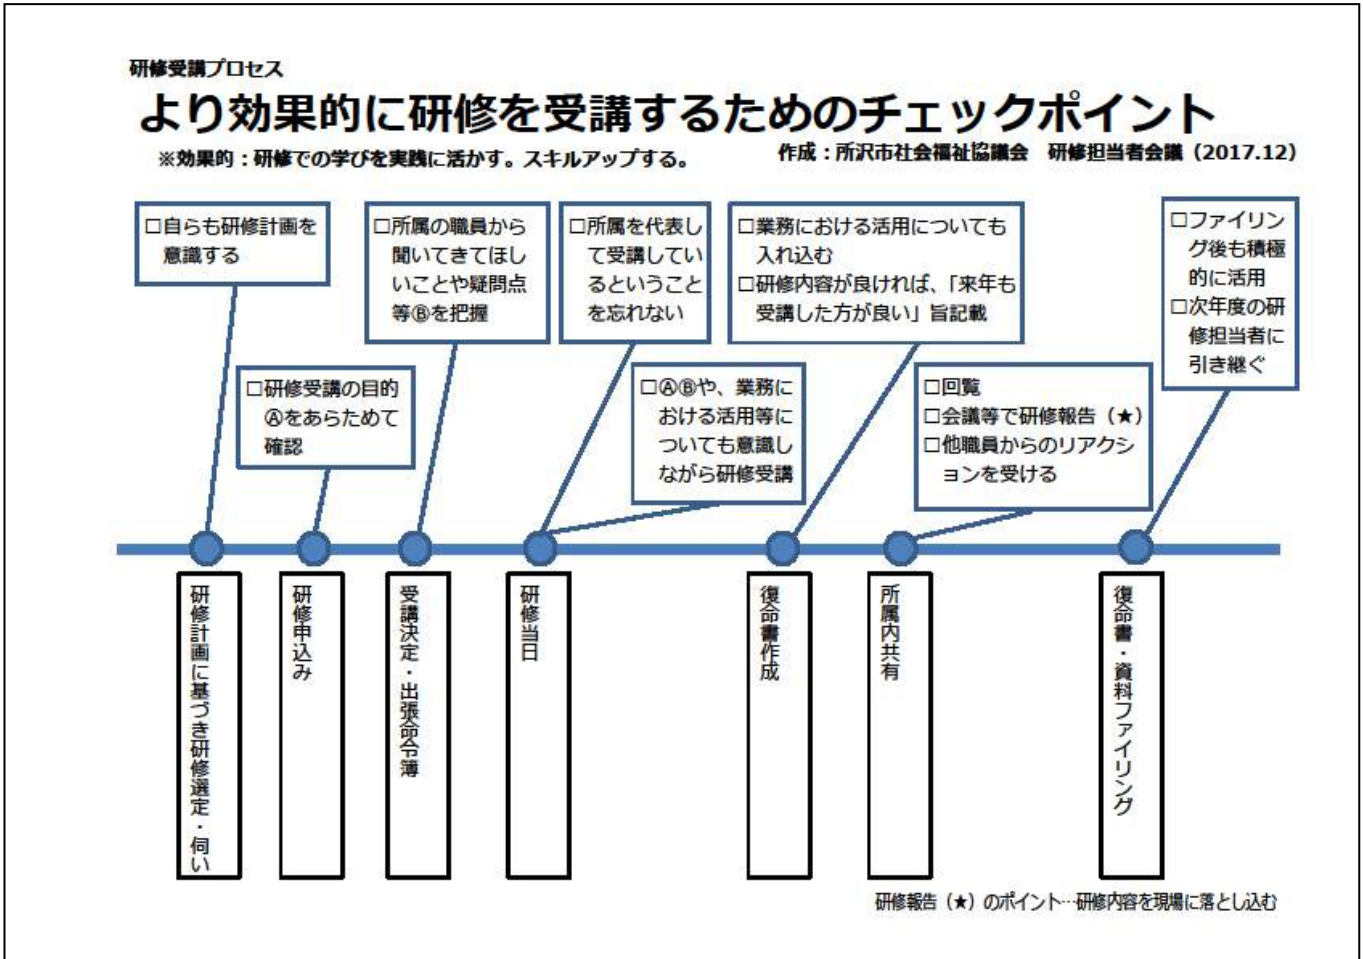 研修受講プロセス
より効果的に研修を受講するためのチェックポイント
※効果的：研修での学びを実践に活かす。スキルアップする。
作成：所沢市社会福祉協議会　研修担当者会議（2017.12）
□自らも研修計画を
意識する
□所属の職員から
聞いてきてほし
いことや疑問点
等Ⓑを把握
□所属を代表し
て受講してい
るということ
を忘れない
□業務における活用についても
入れ込む
□研修内容が良ければ、「来年も
受講した方が良い」旨記載
□ファイリン
グ後も積極
的に活用
□次年度の研
修担当者に
引き継ぐ
□研修受講の目的
Ⓐをあらためて
確認
□ⒶⒷや、業務に
おける活用等に
ついても意識し
ながら研修受講
□回覧
□会議等で研修報告（★）
□他職員からのリアクシ
ョンを受ける
研修計画に基づき研修選定・伺い
研修申込み
受講決定・出張命令簿
研修当日
復命書作成
所属内共有
復命書・資料ファイリング
研修報告（★）のポイント…研修内容を現場に落とし込む